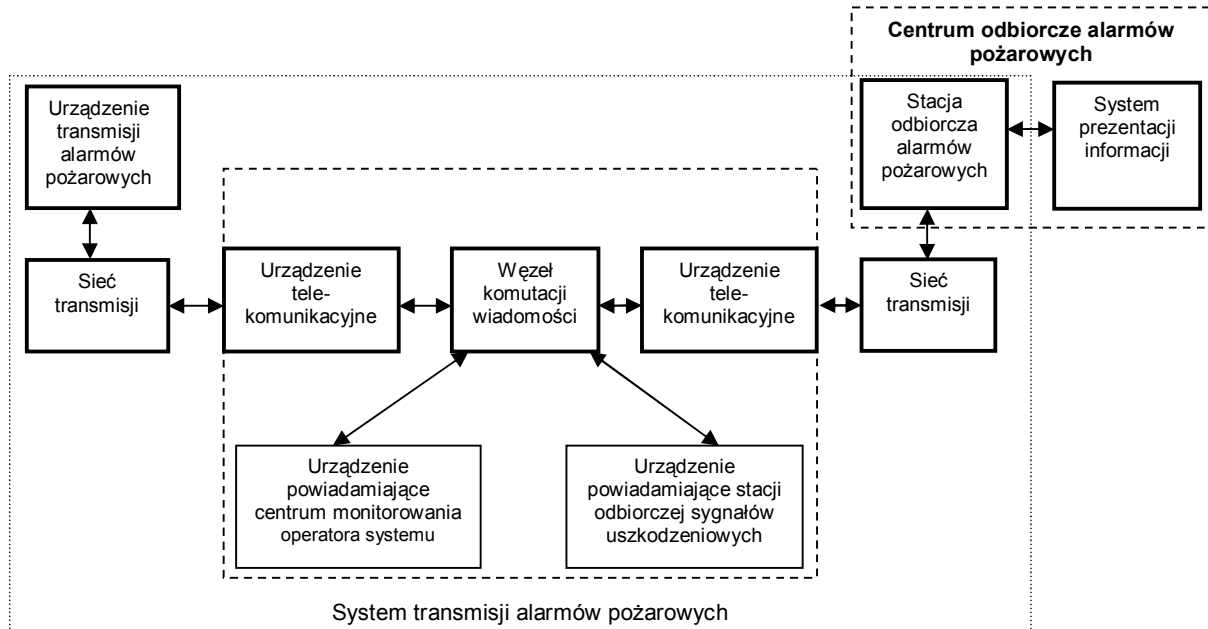 Centrum odbiorcze alarmów
pożarowych
Urządzenie
transmisji
alarmów
pożarowych
Stacja
odbiorcza
alarmów
pożarowych
System
prezentacji
informacji
Sieć
transmisji
Urządzenie
tele-
komunikacyjne
Węzeł
komutacji
wiadomości
Urządzenie
tele-
komunikacyjne
Sieć
transmisji
Urządzenie
powiadamiające
centrum monitorowania
operatora systemu
Urządzenie
powiadamiające stacji
odbiorczej sygnałów
uszkodzeniowych
System transmisji alarmów pożarowych